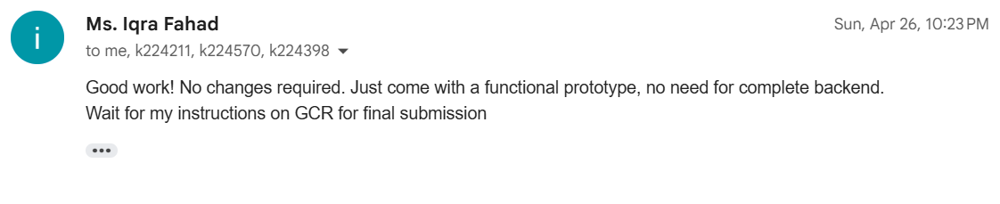 i
Ms. Iqra Fahad
Sun, Apr 26, 10:23 PM
to me, k224211, k224570, k224398
Good work! No changes required. Just come with a functional prototype, no need for complete backend.
Wait for my instructions on GCR for final submission